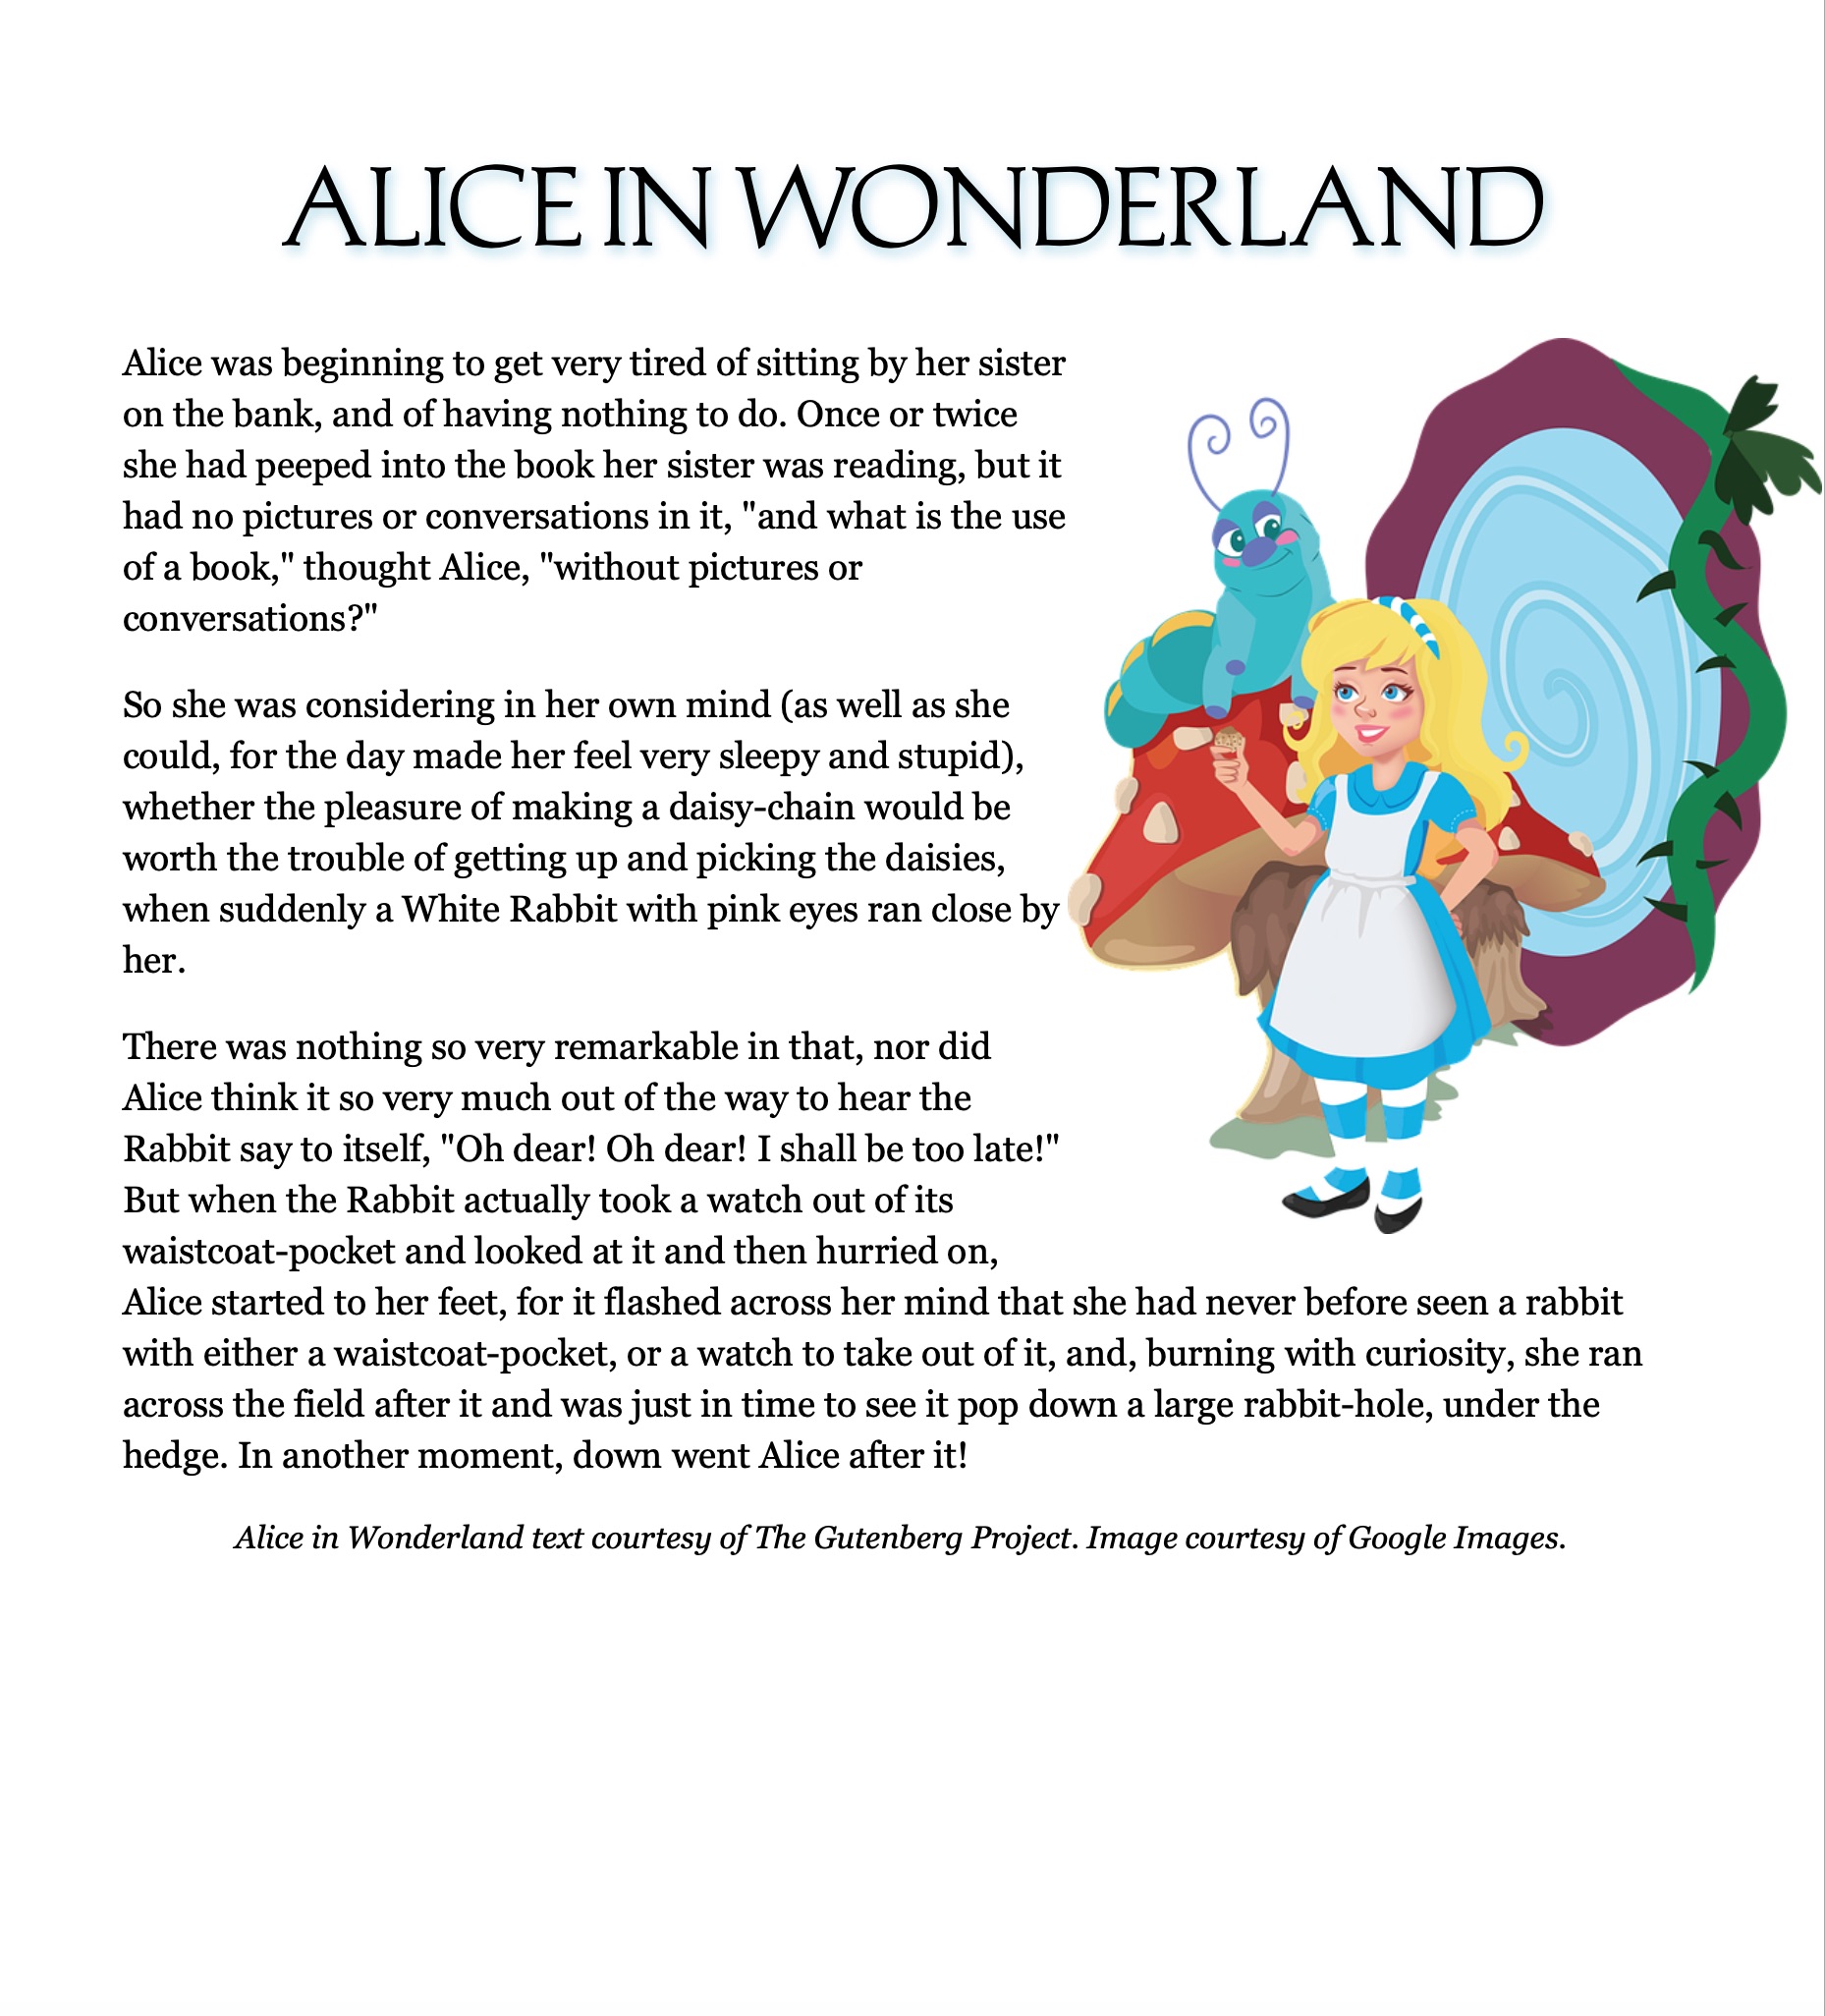 ALICE IN WONDERLAND
Alice was beginning to get very tired of sitting by her sister
on the bank, and of having nothing to do. Once or twice
she had peeped into the book her sister was reading, but it
had no pictures or conversations in it, "and what is the use
of a book," thought Alice, "without pictures or
conversations?"
So she was considering in her own mind (as well as she
could, for the day made her feel very sleepy and stupid),
whether the pleasure of making a daisy-chain would be
worth the trouble of getting up and picking the daisies,
when suddenly a White Rabbit with pink eyes ran close by
her.
There was nothing so very remarkable in that, nor did
Alice think it so very much out of the way to hear the
Rabbit say to itself, "Oh dear! Oh dear! I shall be too late!"
But when the Rabbit actually took a watch out of its
waistcoat-pocket and looked at it and then hurried on,
Alice started to her feet, for it flashed across her mind that she had never before seen a rabbit
with either a waistcoat-pocket, or a watch to take out of it, and, burning with curiosity, she ran
across the field after it and was just in time to see it pop down a large rabbit-hole, under the
hedge. In another moment, down went Alice after it!
Alice in Wonderland text courtesy of The Gutenberg Project. Image courtesy of Google Images.